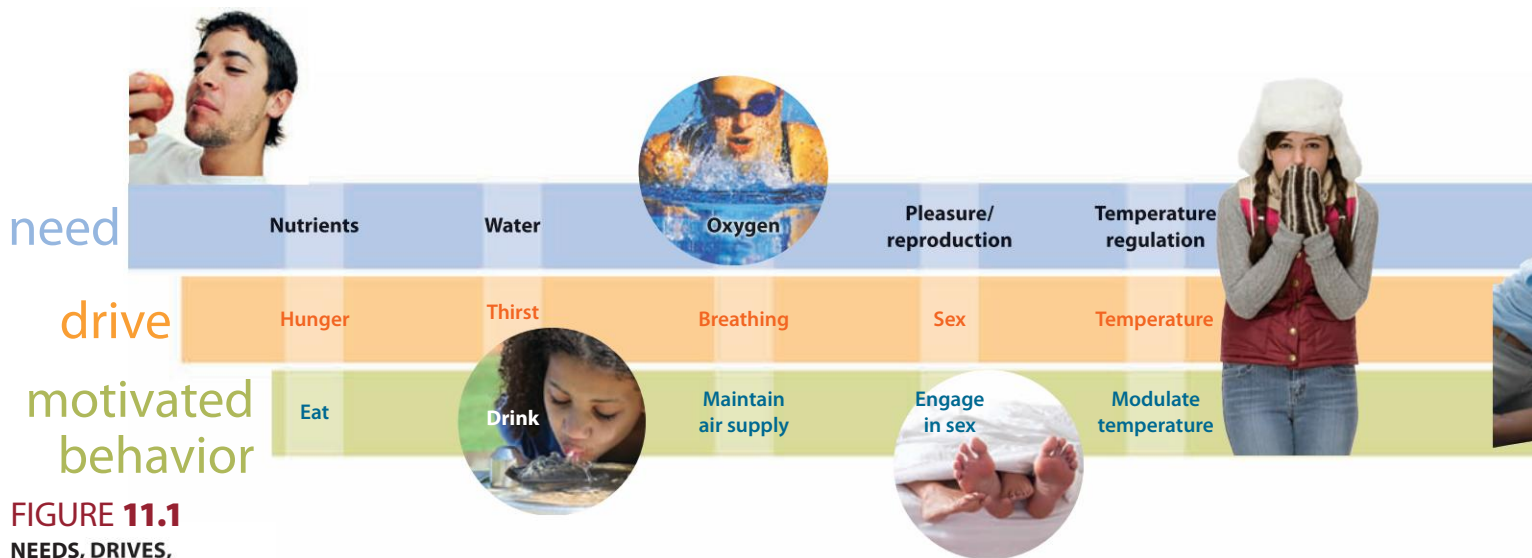 need
Nutrients
Water
Oxygen
Pleasure/
reproduction
Temperature
regulation
drive
Hunger
Thirst
Breathing
Sex
Temperature
motivated
behavior
Eat
Drink
Maintain
air supply
Engage
in sex
Modulate
temperature
FIGURE 11.1
NEEDS, DRIVES,